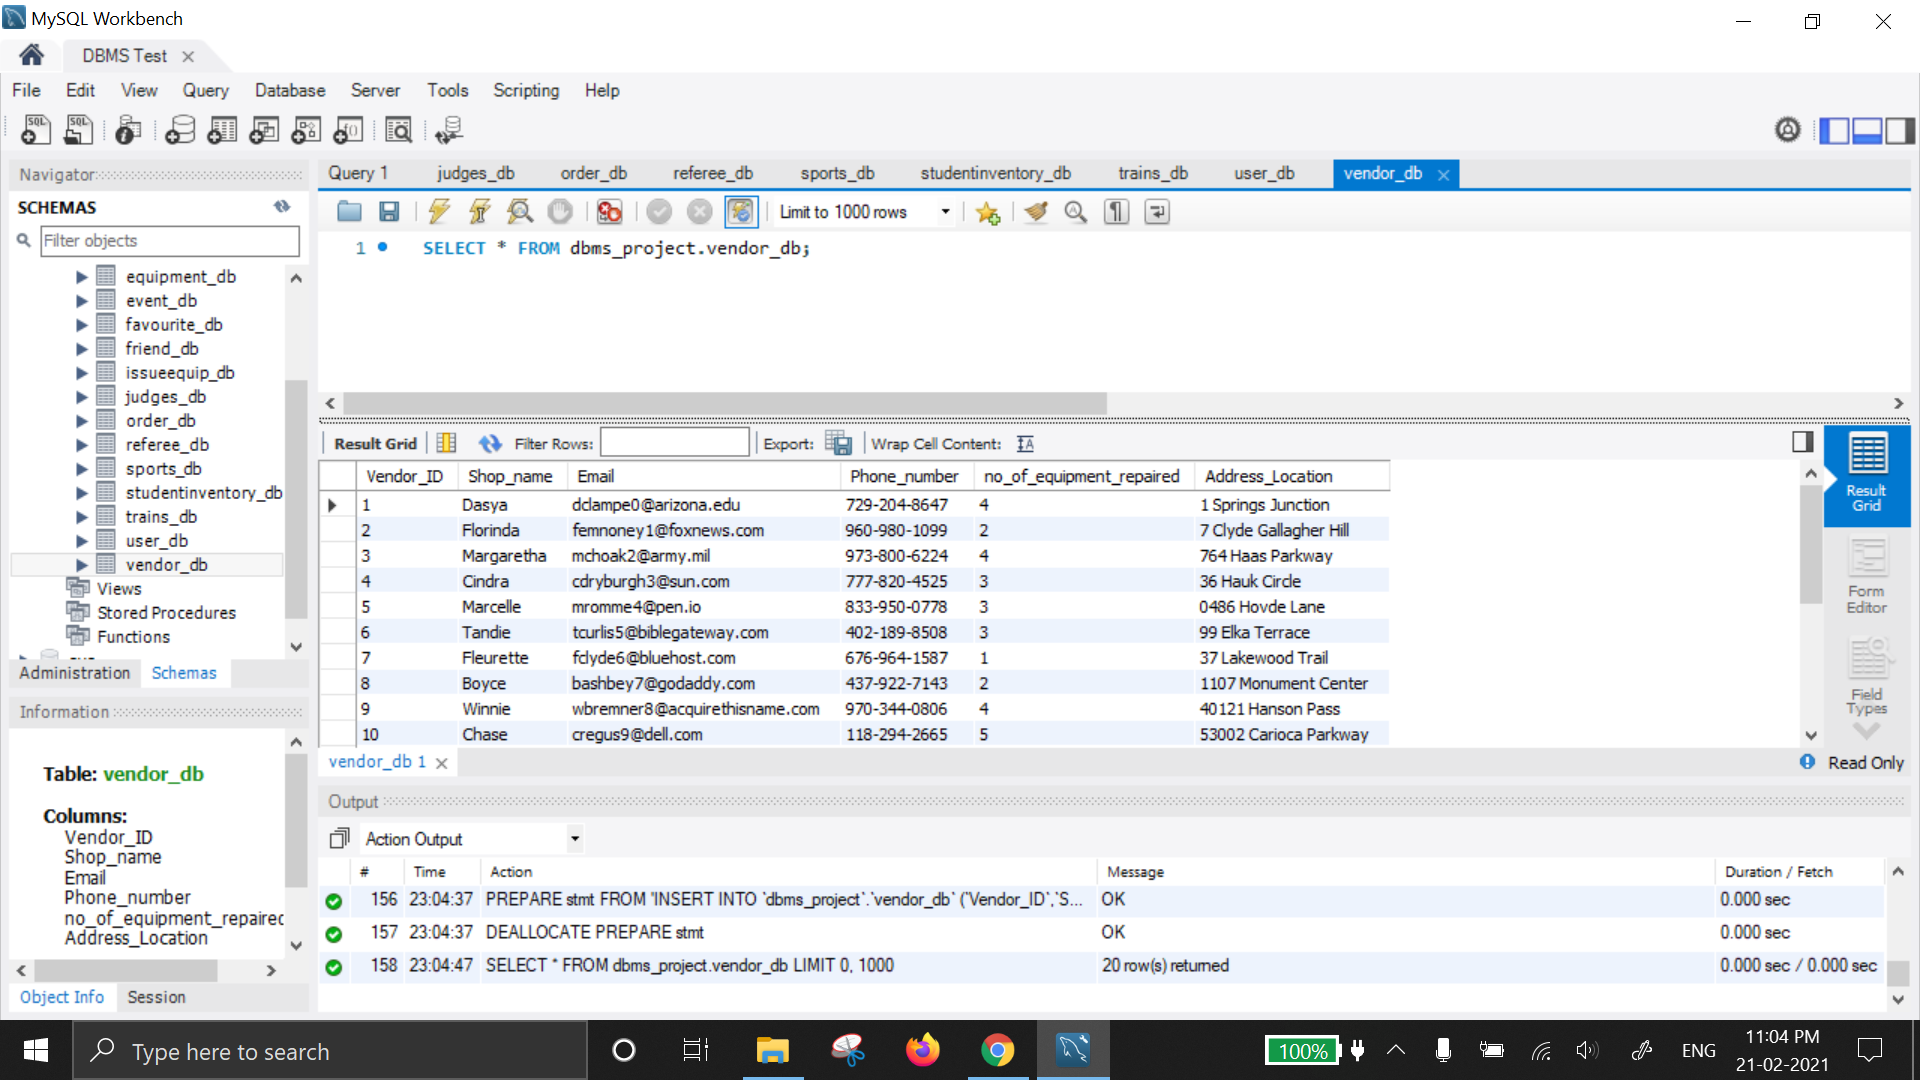 MySQL Workbench
DBMS Test
File Edit View Query Database Server Tools Scripting Help
Navigator
SCHEMAS
Filter objects
equipment_db
event_db
favourite_db
friend_db
issueequip_db
judges_db
order_db
referee_db
sports_db
studentinventory_db
trains_db
user_db
vendor_db
Views
Stored Procedures
Functions
Administration Schemas
Information
Table: vendor_db
Columns:
Vendor_ID
Shop_name
Email
Phone_number
no_of_equipment_repaired
Address_Location
Object Info Session
Query 1 judges_db order_db referee_db sports_db studentinventory_db trains_db user_db vendor_db
Limit to 1000 rows
1 SELECT * FROM dbms_project.vendor_db;
Result Grid Filter Rows: Export: Wrap Cell Content:
Vendor_ID Shop_name Email Phone_number no_of_equipment_repaired Address_Location
1 Dasya dclampe0@arizona.edu 729-204-8647 4 1 Springs Junction
2 Florinda femnoney1@foxnews.com 960-980-1099 2 7 Clyde Gallagher Hill
3 Margaretha mchoak2@army.mil 973-800-6224 4 764 Haas Parkway
4 Cindra cdryburgh3@sun.com 777-820-4525 3 36 Hauk Circle
5 Marcelle mromme4@pen.io 833-950-0778 3 0486 Hovde Lane
6 Tandie tcurlis5@biblegateway.com 402-189-8508 3 99 Elka Terrace
7 Fleurette fclyde6@bluehost.com 676-964-1587 1 37 Lakewood Trail
8 Boyce bashbey7@godaddy.com 437-922-7143 2 1107 Monument Center
9 Winnie wbremner8@acquirethisname.com 970-344-0806 4 40121 Hanson Pass
10 Chase cregus9@dell.com 118-294-2665 5 53002 Carioca Parkway
Result
Grid
Form
Editor
Field
Types
vendor_db 1
Read Only
Output
Action Output
# Time Action Message Duration / Fetch
156 23:04:37 PREPARE stmt FROM 'INSERT INTO `dbms_project`.`vendor_db` (`Vendor_ID`,`S... OK 0.000 sec
157 23:04:37 DEALLOCATE PREPARE stmt OK 0.000 sec
158 23:04:47 SELECT * FROM dbms_project.vendor_db LIMIT 0, 1000 20 row(s) returned 0.000 sec / 0.000 sec
Type here to search
100%
ENG
11:04 PM
21-02-2021